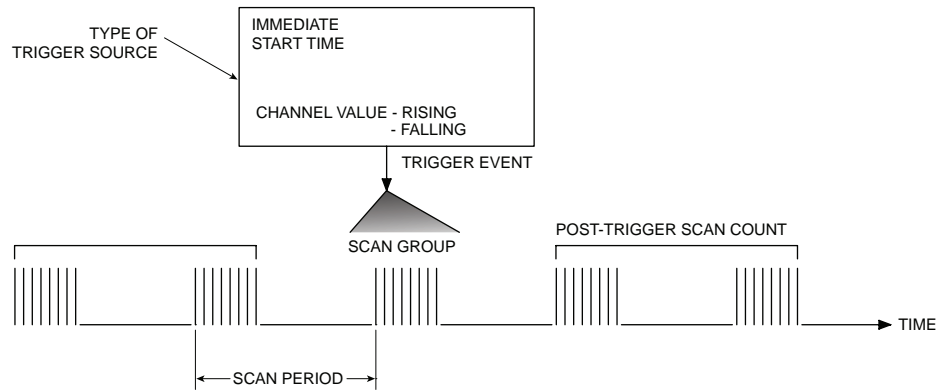 TYPE OF
TRIGGER SOURCE
IMMEDIATE
START TIME
CHANNEL VALUE - RISING
- FALLING
TRIGGER EVENT
SCAN GROUP
POST-TRIGGER SCAN COUNT
TIME
SCAN PERIOD